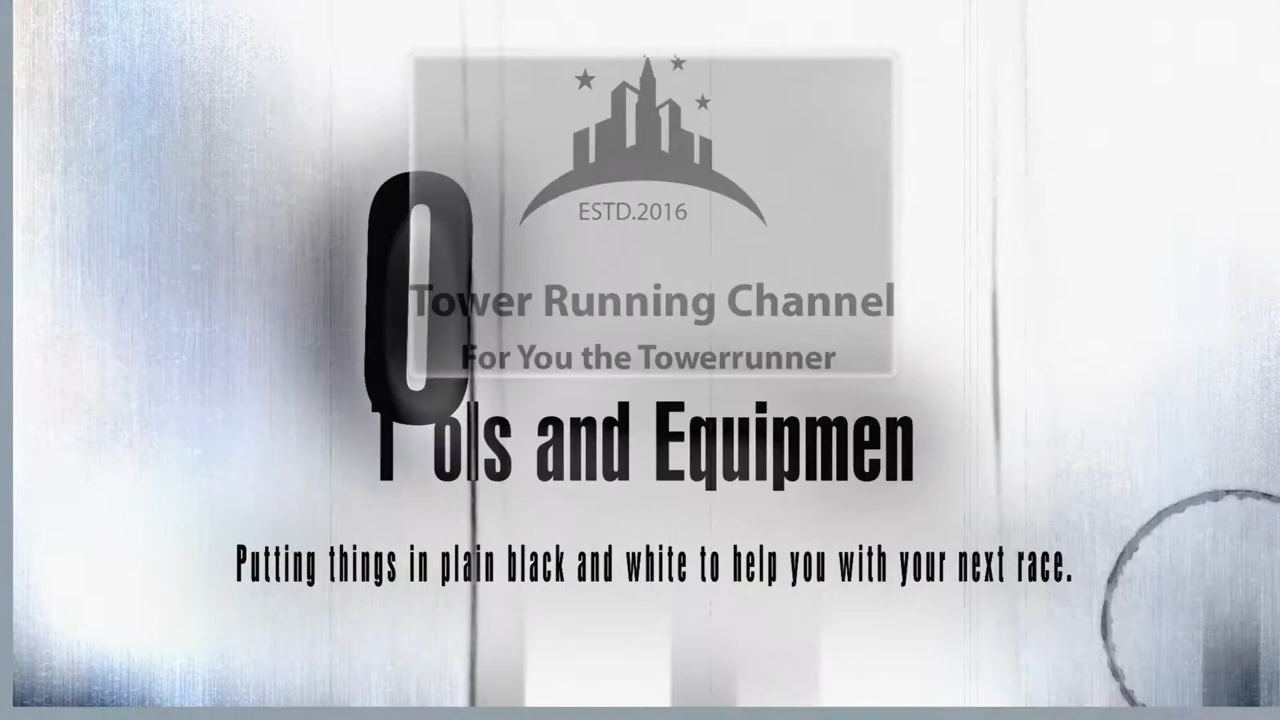 ESTD.2016
Tower Running Channel
For You the Towerrunner
T ols and Equipmen
o
Putting things in plain black and white to help you with your next race.